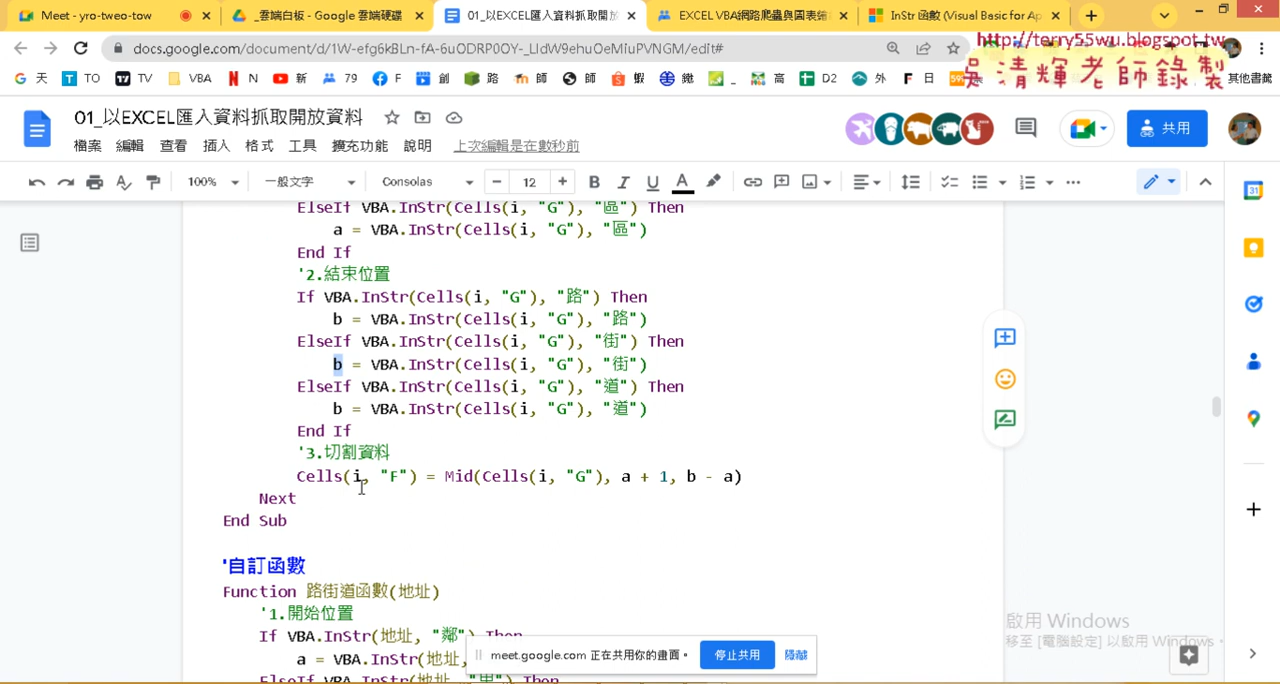 Meet - yro-tweo-tow
_雲端白板 - Google 雲端硬碟
01_以EXCEL匯入資料抓取開放
EXCEL VBA網路爬蟲與圖表
InStr 函數 (Visual Basic for Ap
docs.google.com/document/d/1W-efg6kBLn-fA-6uODRP0OY-_LIdW9ehuOeMiuPVNGM/edit#
http://terry55wu.blogspot.tw
吳清輝老師錄製
天 TO TV VBA N 新 79 F 創 路 師 師 蝦 高 D2 外 日 其他書籤
01_以EXCEL匯入資料抓取開放資料
共用
檔案 編輯 查看 插入 格式 工具 擴充功能 說明 上次編輯是在數秒前
100% 一般文字 Consolas 12 B I U A
ElseIf VBA.InStr(Cells(i, "G"), "區") Then
a = VBA.InStr(Cells(i, "G"), "區")
End If
'2.結束位置
If VBA.InStr(Cells(i, "G"), "路") Then
b = VBA.InStr(Cells(i, "G"), "路")
ElseIf VBA.InStr(Cells(i, "G"), "街") Then
b = VBA.InStr(Cells(i, "G"), "街")
ElseIf VBA.InStr(Cells(i, "G"), "道") Then
b = VBA.InStr(Cells(i, "G"), "道")
End If
'3.切割資料
Cells(i, "F") = Mid(Cells(i, "G"), a + 1, b - a)
Next
End Sub
'自訂函數
Function 路街道函數(地址)
'1.開始位置
If VBA.InStr(地址, "鄰") Then
a = VBA.InStr(地址,
ElseIf VBA.InStr(地址, "里") Then
meet.google.com 正在共用你的畫面。 停止共用 隱藏
啟用 Windows
移至 [電腦設定] 以啟用 Windows。